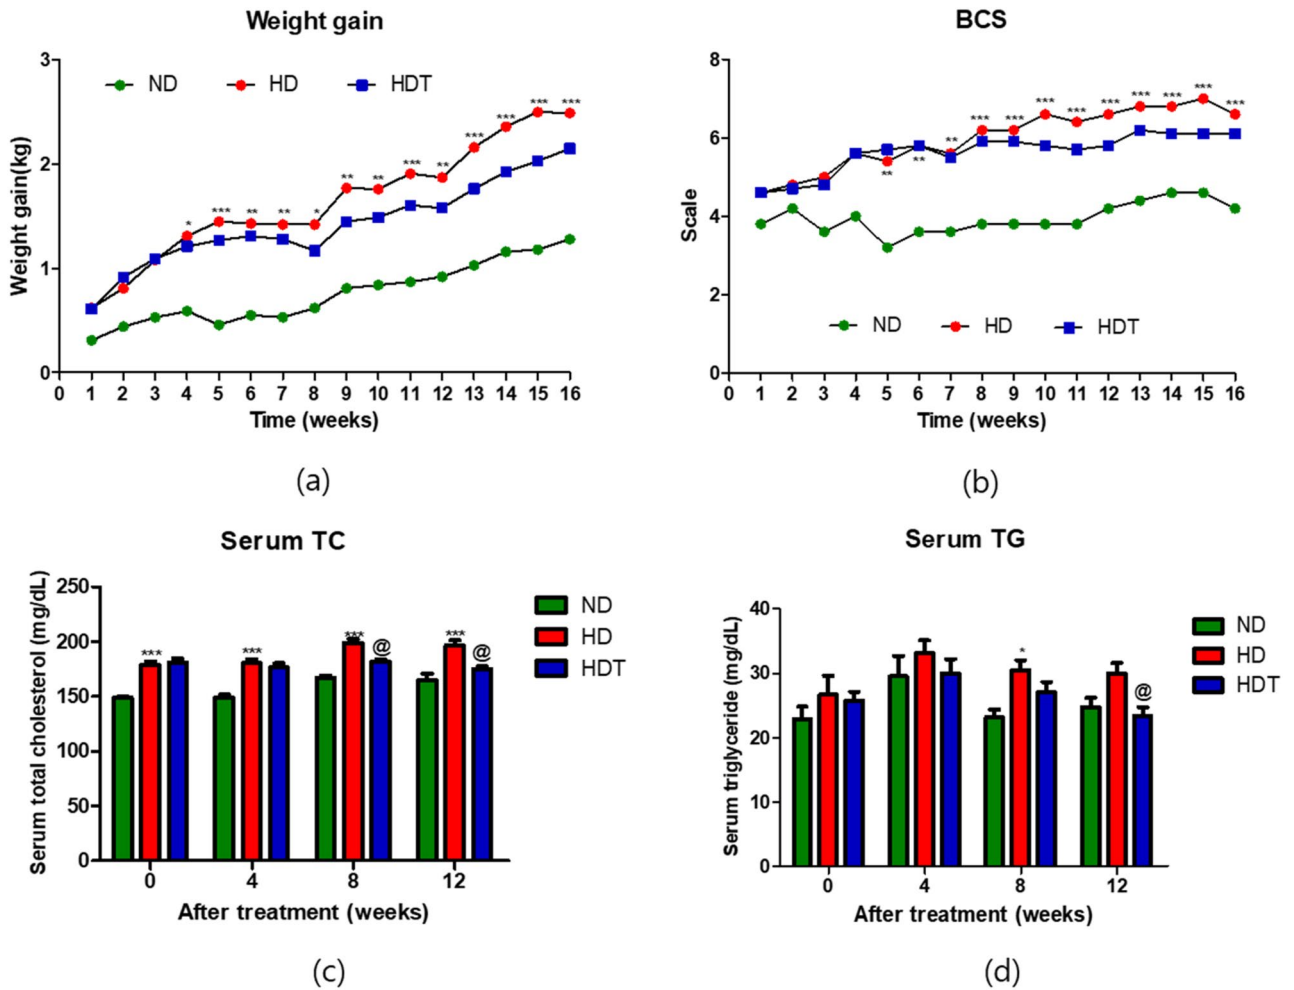 Weight gain
3
2
1
0
Weight gain(kg)
ND HD HDT
* *** ** ** * ** ** *** ** *** *** *** ***
0 1 2 3 4 5 6 7 8 9 10 11 12 13 14 15 16
Time (weeks)
(a)
BCS
8
6
4
2
0
Scale
** ** ** *** *** *** *** *** *** *** *** ***
ND HD HDT
0 1 2 3 4 5 6 7 8 9 10 11 12 13 14 15 16
Time (weeks)
(b)
Serum TC
250
200
150
100
50
0
Serum total cholesterol (mg/dL)
*** *** *** @ *** @
ND
HD
HDT
0 4 8 12
After treatment (weeks)
(c)
Serum TG
40
30
20
10
0
Serum triglyceride (mg/dL)
* @
ND
HD
HDT
0 4 8 12
After treatment (weeks)
(d)